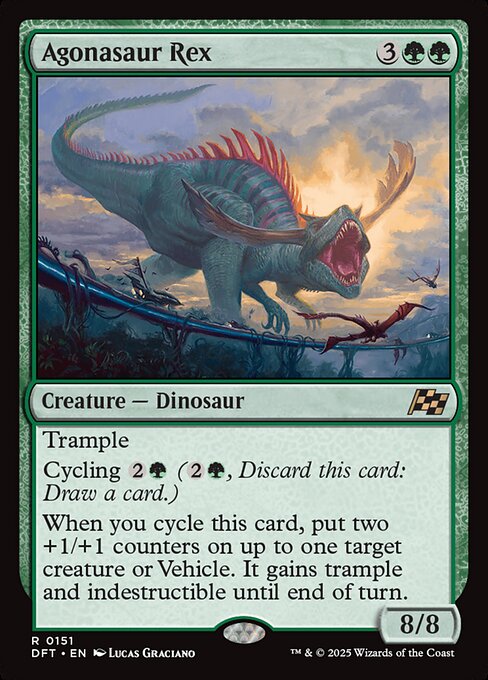 Agonasaur Rex 3
Creature — Dinosaur
Trample
Cycling 2 (2, Discard this card:
Draw a card.)
When you cycle this card, put two
+1/+1 counters on up to one target
creature or Vehicle. It gains trample
and indestructible until end of turn.
8/8
R 0151
DFT • EN Lucas Graciano
™ & © 2025 Wizards of the Coast